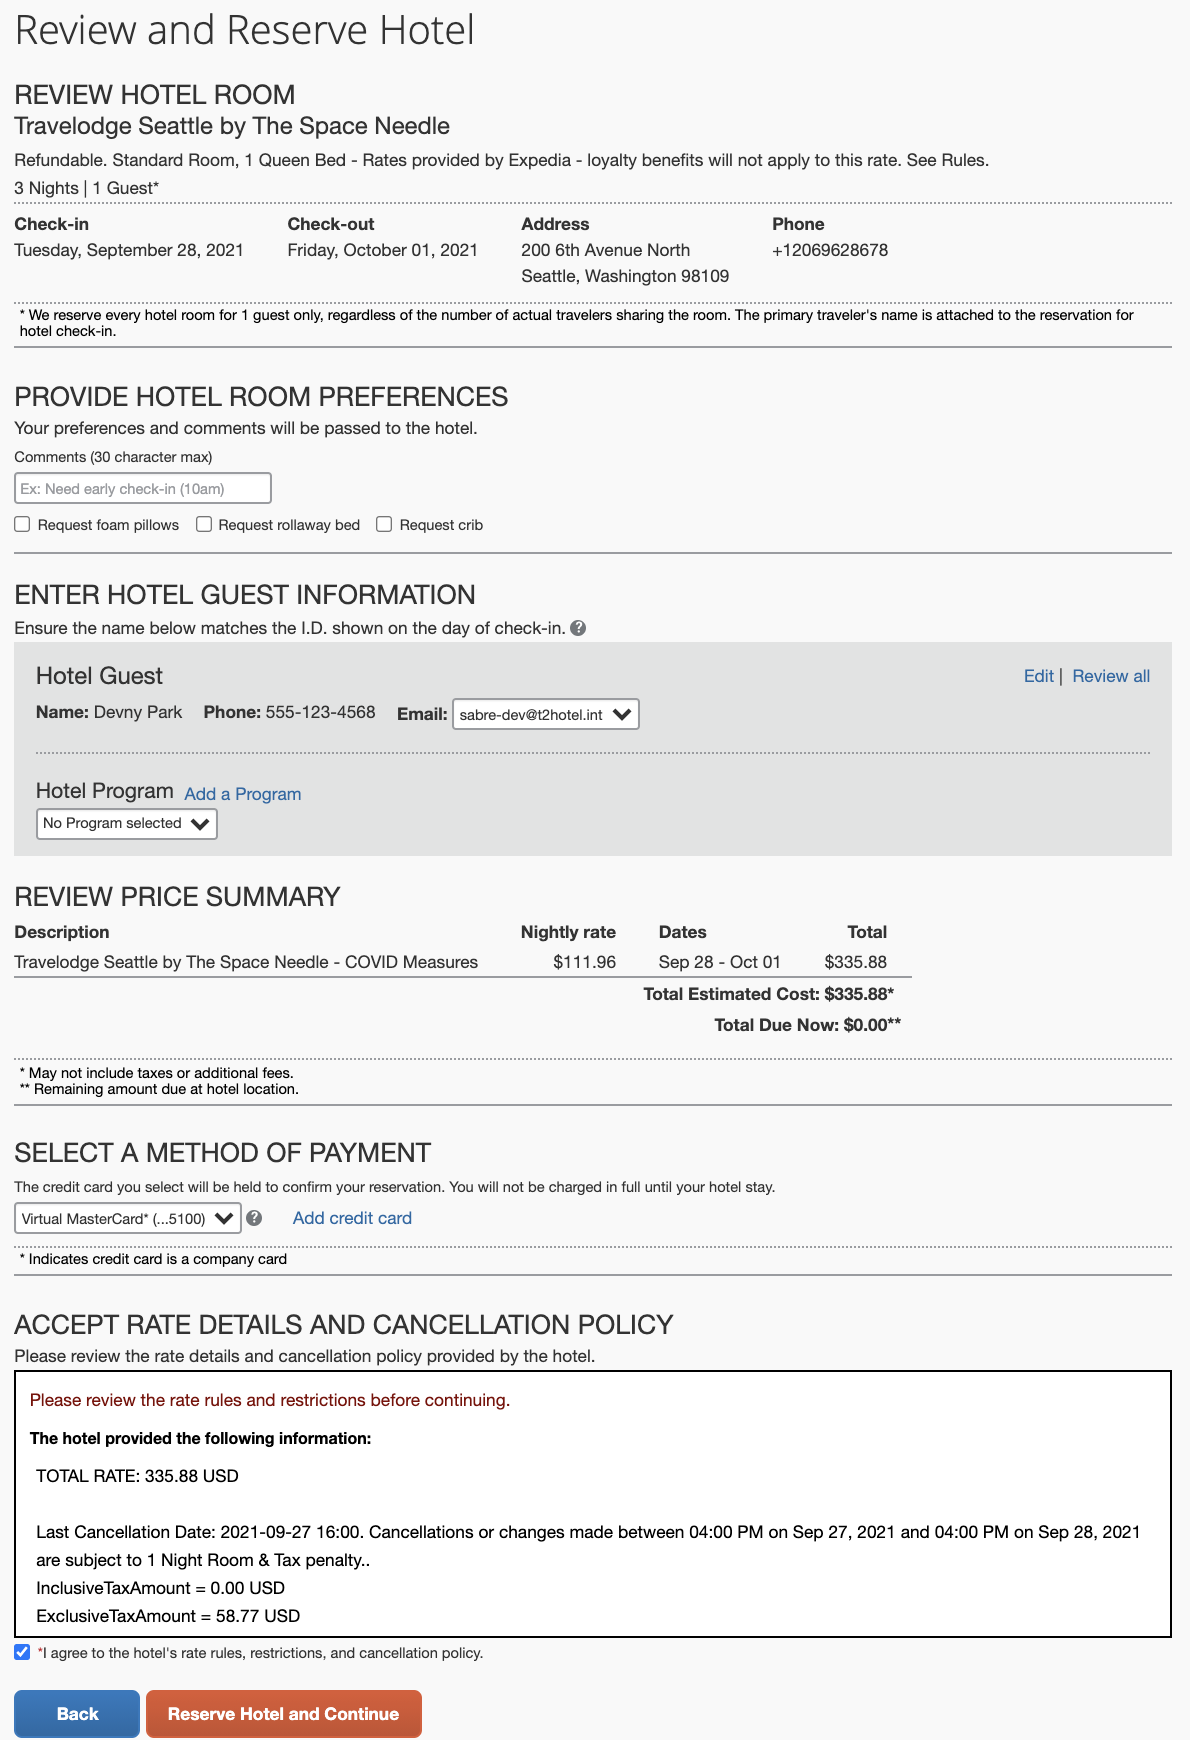 Review and Reserve Hotel
REVIEW HOTEL ROOM
Travelodge Seattle by The Space Needle
Refundable. Standard Room, 1 Queen Bed - Rates provided by Expedia - loyalty benefits will not apply to this rate. See Rules.
3 Nights | 1 Guest*
Check-in Check-out Address Phone
Tuesday, September 28, 2021 Friday, October 01, 2021 200 6th Avenue North +12069628678
Seattle, Washington 98109
* We reserve every hotel room for 1 guest only, regardless of the number of actual travelers sharing the room. The primary traveler's name is attached to the reservation for
hotel check-in.
PROVIDE HOTEL ROOM PREFERENCES
Your preferences and comments will be passed to the hotel.
Comments (30 character max)
Ex: Need early check-in (10am)
Request foam pillows Request rollaway bed Request crib
ENTER HOTEL GUEST INFORMATION
Ensure the name below matches the I.D. shown on the day of check-in. ?
Hotel Guest Edit | Review all
Name: Devny Park Phone: 555-123-4568 Email: sabre-dev@t2hotel.int
Hotel Program Add a Program
No Program selected
REVIEW PRICE SUMMARY
Description Nightly rate Dates Total
Travelodge Seattle by The Space Needle - COVID Measures $111.96 Sep 28 - Oct 01 $335.88
Total Estimated Cost: $335.88*
Total Due Now: $0.00**
* May not include taxes or additional fees.
** Remaining amount due at hotel location.
SELECT A METHOD OF PAYMENT
The credit card you select will be held to confirm your reservation. You will not be charged in full until your hotel stay.
Virtual MasterCard* (...5100) ? Add credit card
* Indicates credit card is a company card
ACCEPT RATE DETAILS AND CANCELLATION POLICY
Please review the rate details and cancellation policy provided by the hotel.
Please review the rate rules and restrictions before continuing.
The hotel provided the following information:
TOTAL RATE: 335.88 USD
Last Cancellation Date: 2021-09-27 16:00. Cancellations or changes made between 04:00 PM on Sep 27, 2021 and 04:00 PM on Sep 28, 2021
are subject to 1 Night Room & Tax penalty..
InclusiveTaxAmount = 0.00 USD
ExclusiveTaxAmount = 58.77 USD
*I agree to the hotel's rate rules, restrictions, and cancellation policy.
Back Reserve Hotel and Continue